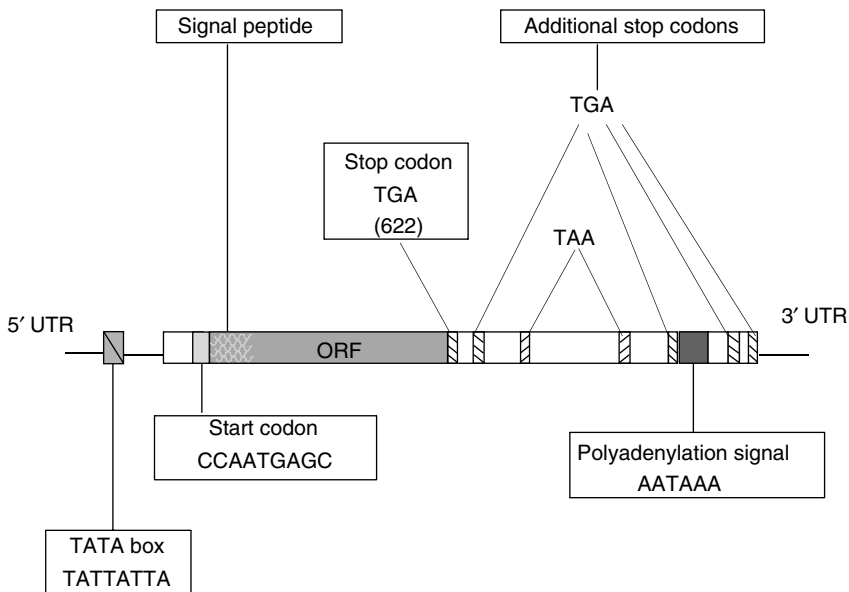 Signal peptide
Additional stop codons
TGA
Stop codon
TGA
(622)
TAA
5′ UTR
3′ UTR
ORF
Start codon
CCAATGAGC
Polyadenylation signal
AATAAA
TATA box
TATTATTA